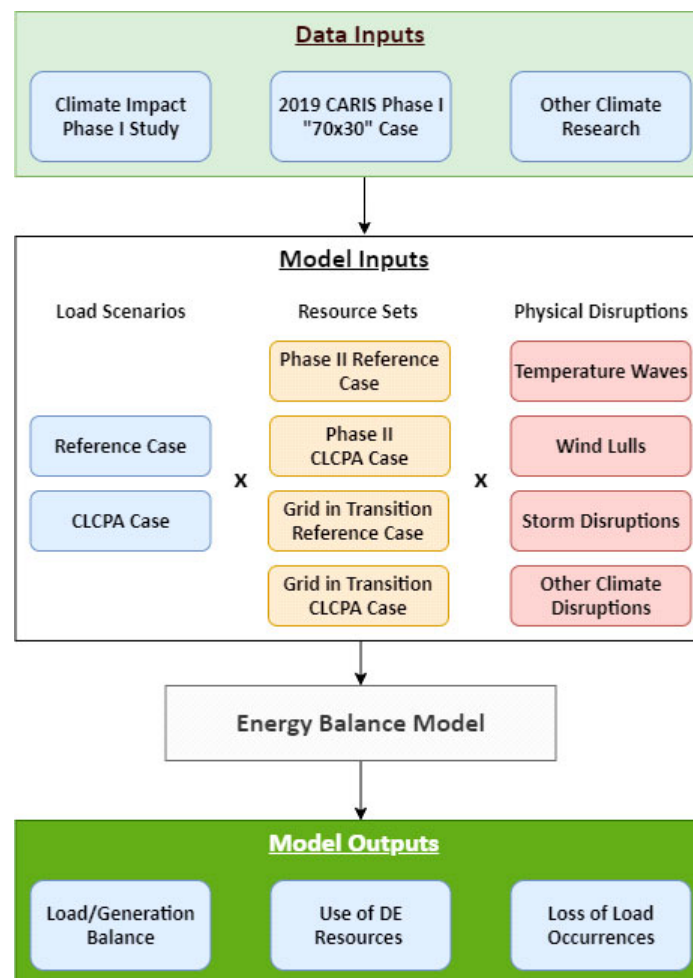 Data Inputs
Climate Impact
Phase I Study
2019 CARIS Phase I
"70x30" Case
Other Climate
Research
Model Inputs
Load Scenarios
Reference Case
CLCPA Case
x
Resource Sets
Phase II Reference
Case
Phase II
CLCPA Case
Grid in Transition
Reference Case
Grid in Transition
CLCPA Case
x
Physical Disruptions
Temperature Waves
Wind Lulls
Storm Disruptions
Other Climate
Disruptions
Energy Balance Model
Model Outputs
Load/Generation
Balance
Use of DE
Resources
Loss of Load
Occurrences